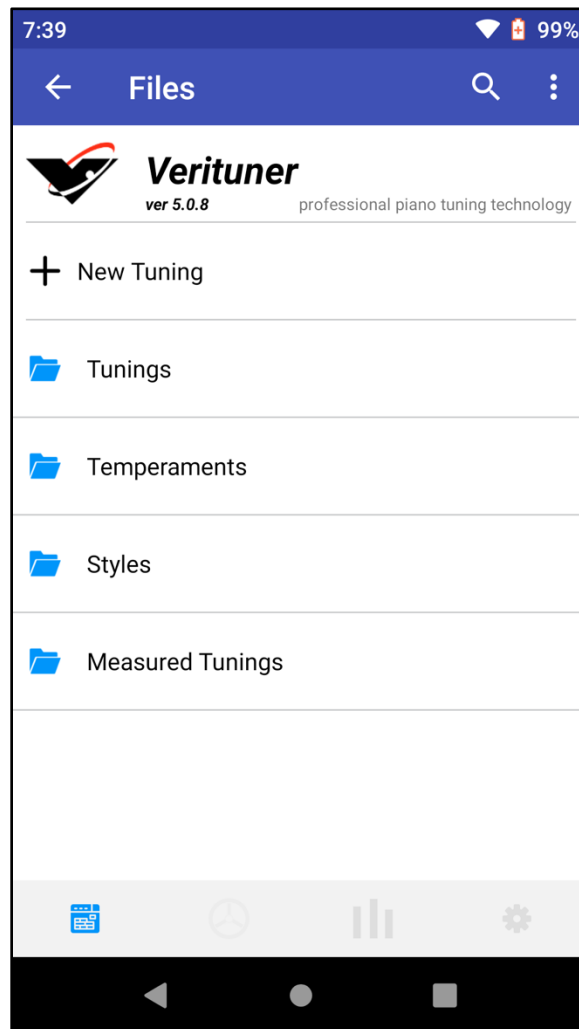 7:39 99%
Files
Verituner
ver 5.0.8 professional piano tuning technology
New Tuning
Tunings
Temperaments
Styles
Measured Tunings